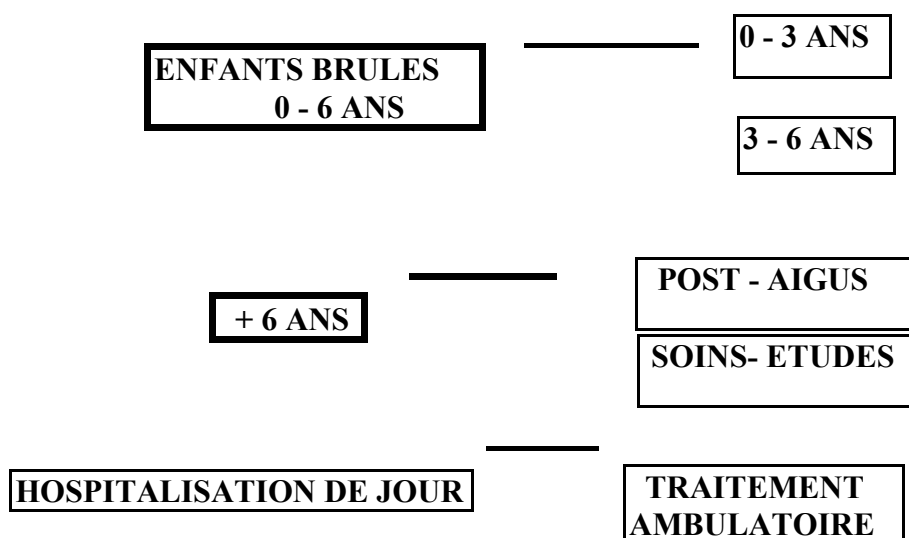 ENFANTS BRULES
0 - 6 ANS
0 - 3 ANS
3 - 6 ANS
+ 6 ANS
POST - AIGUS
SOINS- ETUDES
HOSPITALISATION DE JOUR
TRAITEMENT
AMBULATOIRE